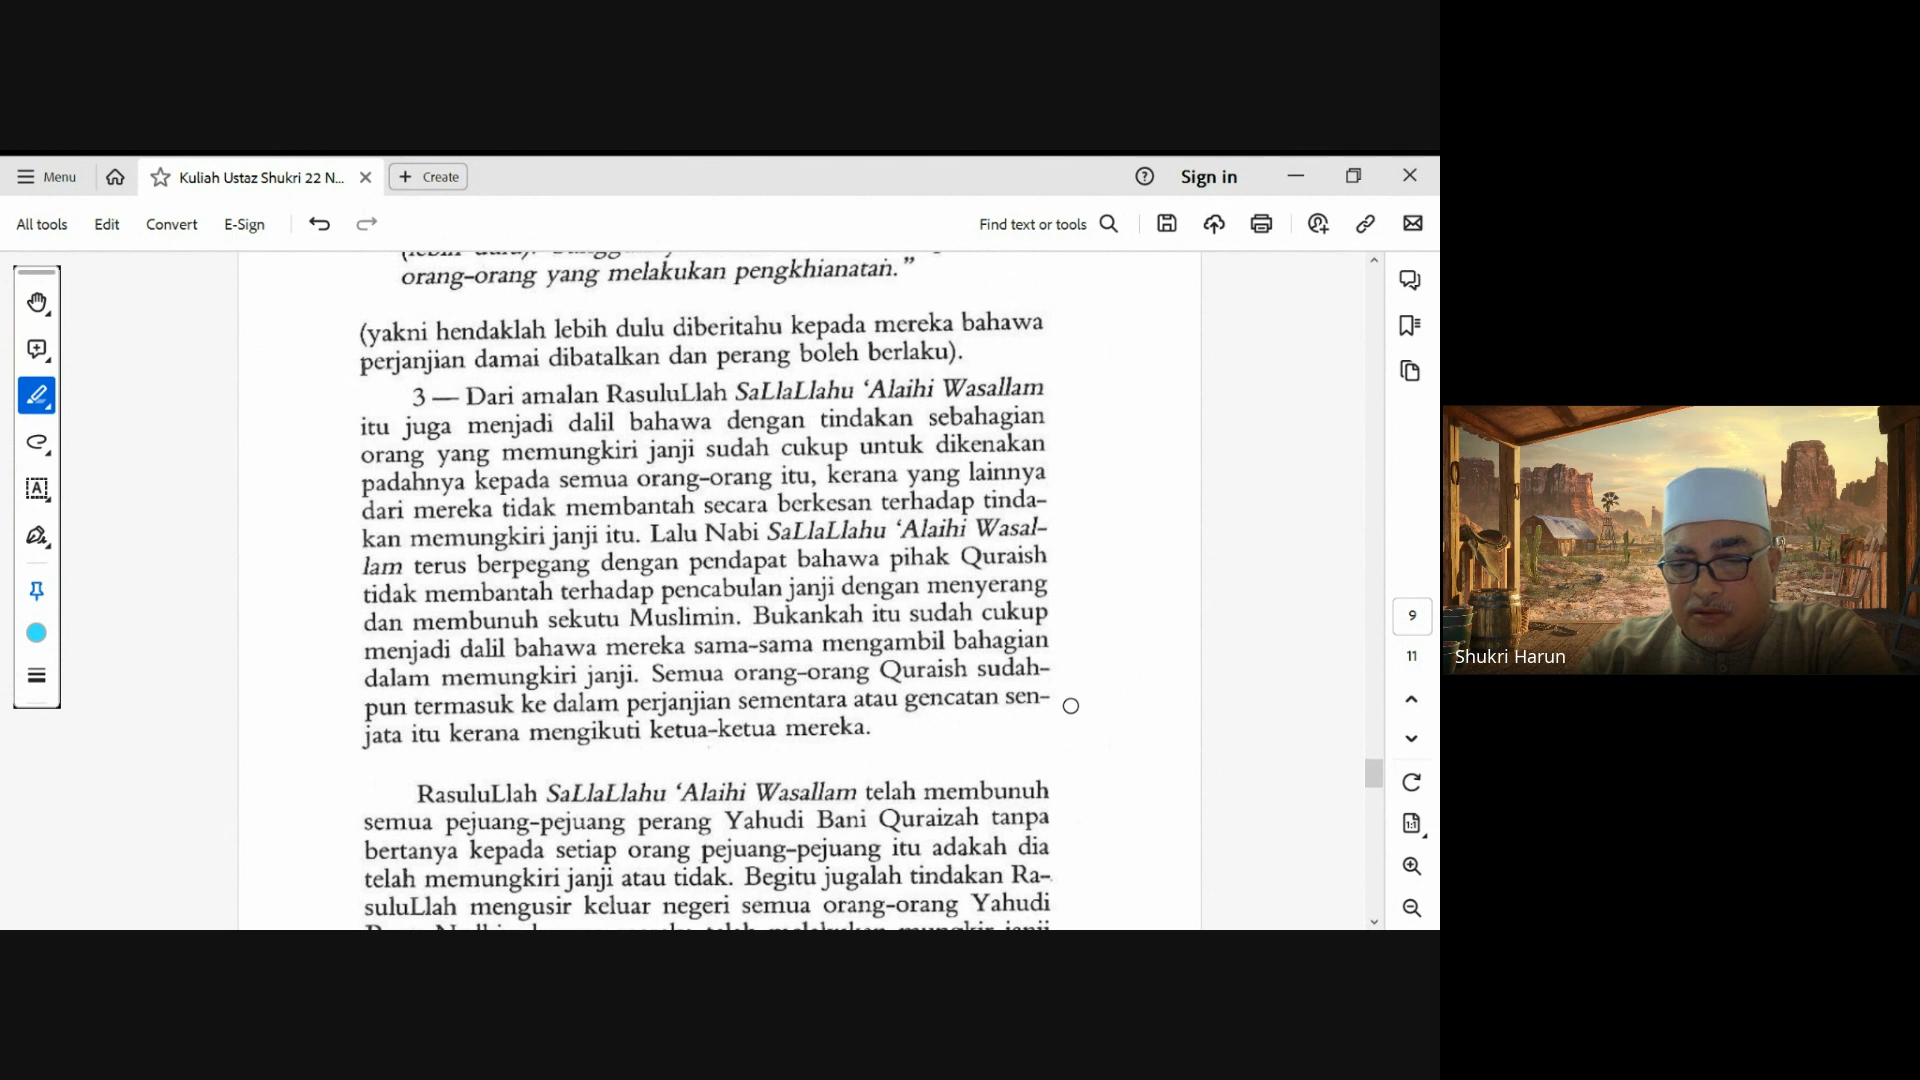 Menu
Kuliah Ustaz Shukri 22 N...
Create
Sign in
All tools
Edit
Convert
E-Sign
Find text or tools
orang-orang yang melakukan pengkhianatan.”
(yakni hendaklah lebih dulu diberitahu kepada mereka bahawa
perjanjian damai dibatalkan dan perang boleh berlaku).
3 — Dari amalan RasuluLlah SaLlaLlahu ‘Alaihi Wasallam
itu juga menjadi dalil bahawa dengan tindakan sebahagian
orang yang memungkiri janji sudah cukup untuk dikenakan
padahnya kepada semua orang-orang itu, kerana yang lainnya
dari mereka tidak membantah secara berkesan terhadap tinda-
kan memungkiri janji itu. Lalu Nabi SaLlaLlahu ‘Alaihi Wasal-
lam terus berpegang dengan pendapat bahawa pihak Quraish
tidak membantah terhadap pencabulan janji dengan menyerang
dan membunuh sekutu Muslimin. Bukankah itu sudah cukup
menjadi dalil bahawa mereka sama-sama mengambil bahagian
dalam memungkiri janji. Semua orang-orang Quraish sudah-
pun termasuk ke dalam perjanjian sementara atau gencatan sen-
jata itu kerana mengikuti ketua-ketua mereka.
RasuluLlah SaLlaLlahu ‘Alaihi Wasallam telah membunuh
semua pejuang-pejuang perang Yahudi Bani Quraizah tanpa
bertanya kepada setiap orang pejuang-pejuang itu adakah dia
telah memungkiri janji atau tidak. Begitu jugalah tindakan Ra-
suluLlah mengusir keluar negeri semua orang-orang Yahudi
9
11
Shukri Harun